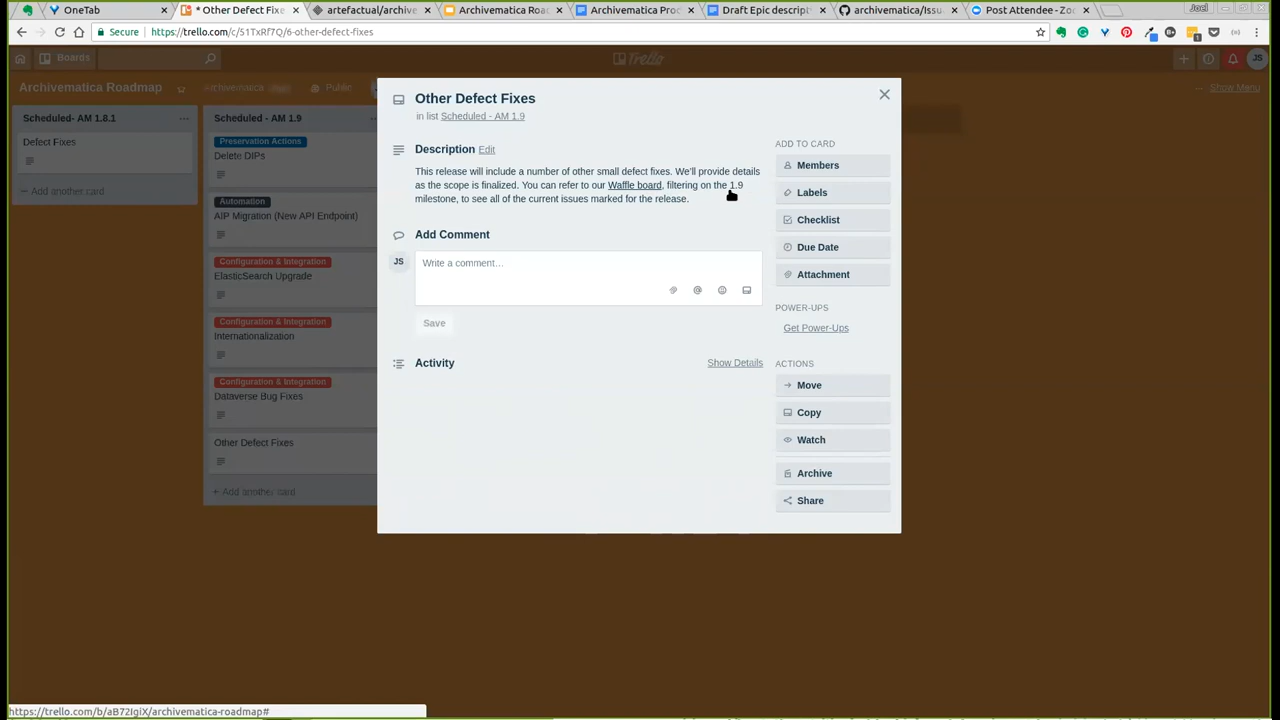 OneTab
* Other Defect Fixes
artefactual/archive
Archivematica Roa
Archivematica Proc
Draft Epic descript
archivematica/Issu
Post Attendee - Zo
Joel
Secure
https://trello.com/c/51TxRf7Q/6-other-defect-fixes
Boards
Trello
JS
Archivematica Roadmap
Archivematica
Public
Show Menu
Scheduled- AM 1.8.1
Defect Fixes
+ Add another card
Scheduled - AM 1.9
Preservation Actions
Delete DIPs
Automation
AIP Migration (New API Endpoint)
Configuration & Integration
ElasticSearch Upgrade
Configuration & Integration
Internationalization
Configuration & Integration
Dataverse Bug Fixes
Other Defect Fixes
+ Add another card
Other Defect Fixes
in list Scheduled - AM 1.9
Description Edit
This release will include a number of other small defect fixes. We'll provide details
as the scope is finalized. You can refer to our Waffle board, filtering on the 1.9
milestone, to see all of the current issues marked for the release.
Add Comment
JS
Write a comment…
Save
Activity
Show Details
ADD TO CARD
Members
Labels
Checklist
Due Date
Attachment
POWER-UPS
Get Power-Ups
ACTIONS
Move
Copy
Watch
Archive
Share
https://trello.com/b/aB72IgiX/archivematica-roadmap#